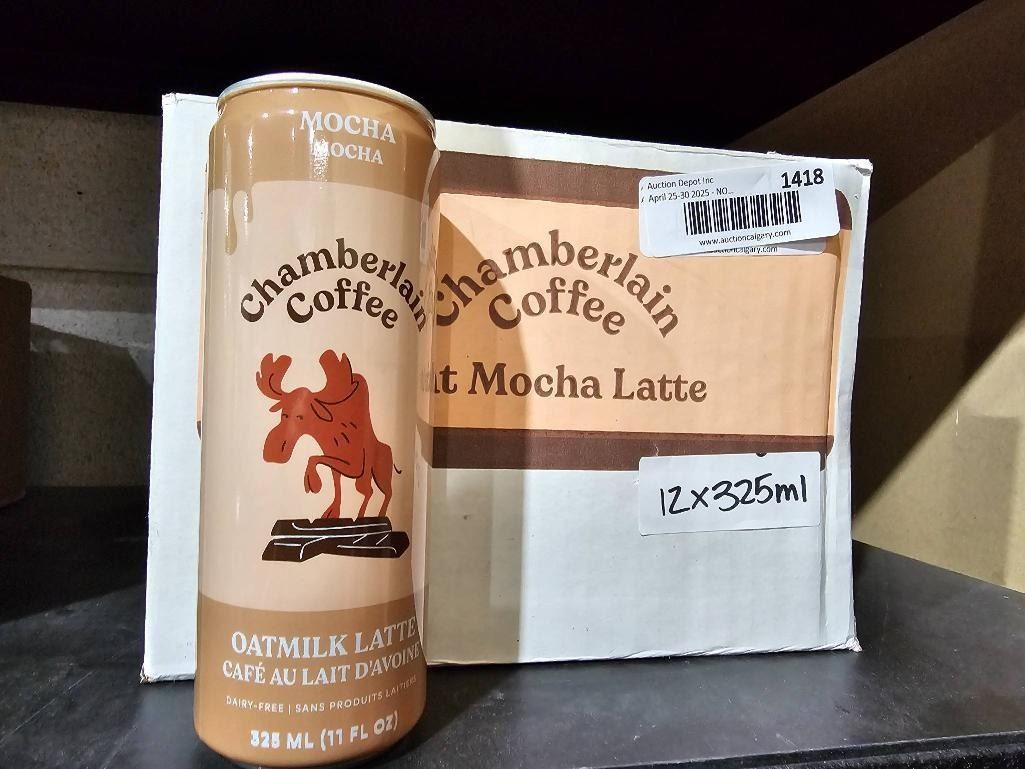 MOCHA
MOCHA
Chamberlain
Coffee
OATMILK LATTE
CAFÉ AU LAIT D'AVOINE
DAIRY-FREE | SANS PRODUITS LAITIERS
325 ML (11 FL OZ)
Chamberlain
Coffee
Mocha Latte
Auction Depot Inc
1418
April 25-30 2025 - NO...
www.auctioncalgary.com
12x325ml